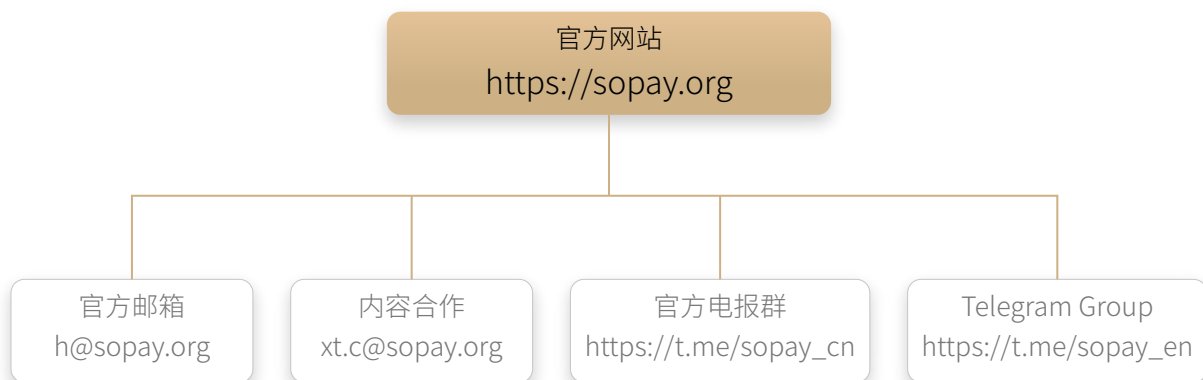 官方网站
https://sopay.org
官方邮箱
h@sopay.org
内容合作
xt.c@sopay.org
官方电报群
https://t.me/sopay_cn
Telegram Group
https://t.me/sopay_en